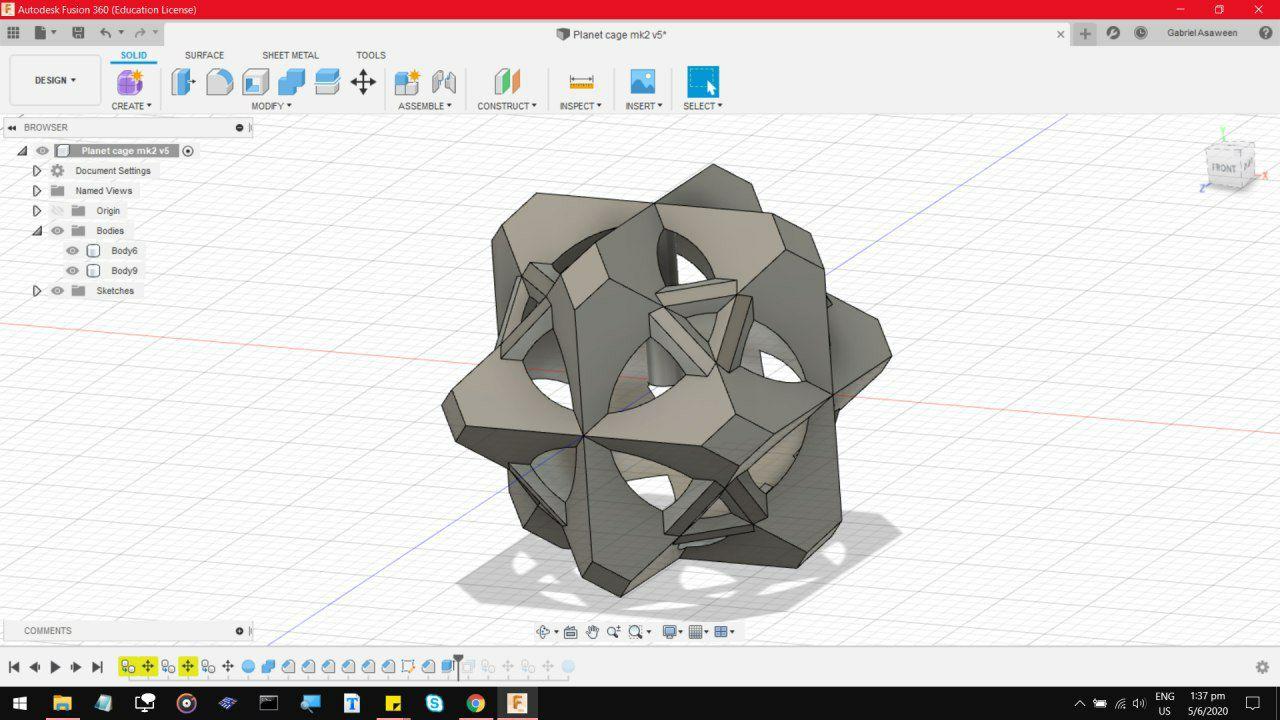 Autodesk Fusion 360 (Education License)
Planet cage mk2 v5*
Gabriel Asaween
SOLID SURFACE SHEET METAL TOOLS
DESIGN
CREATE MODIFY ASSEMBLE CONSTRUCT INSPECT INSERT SELECT
BROWSER
Planet cage mk2 v5
Document Settings
Named Views
Origin
Bodies
Body6
Body9
Sketches
Y
FRONT
X
Z
COMMENTS
ENG
US
1:37 pm
5/6/2020